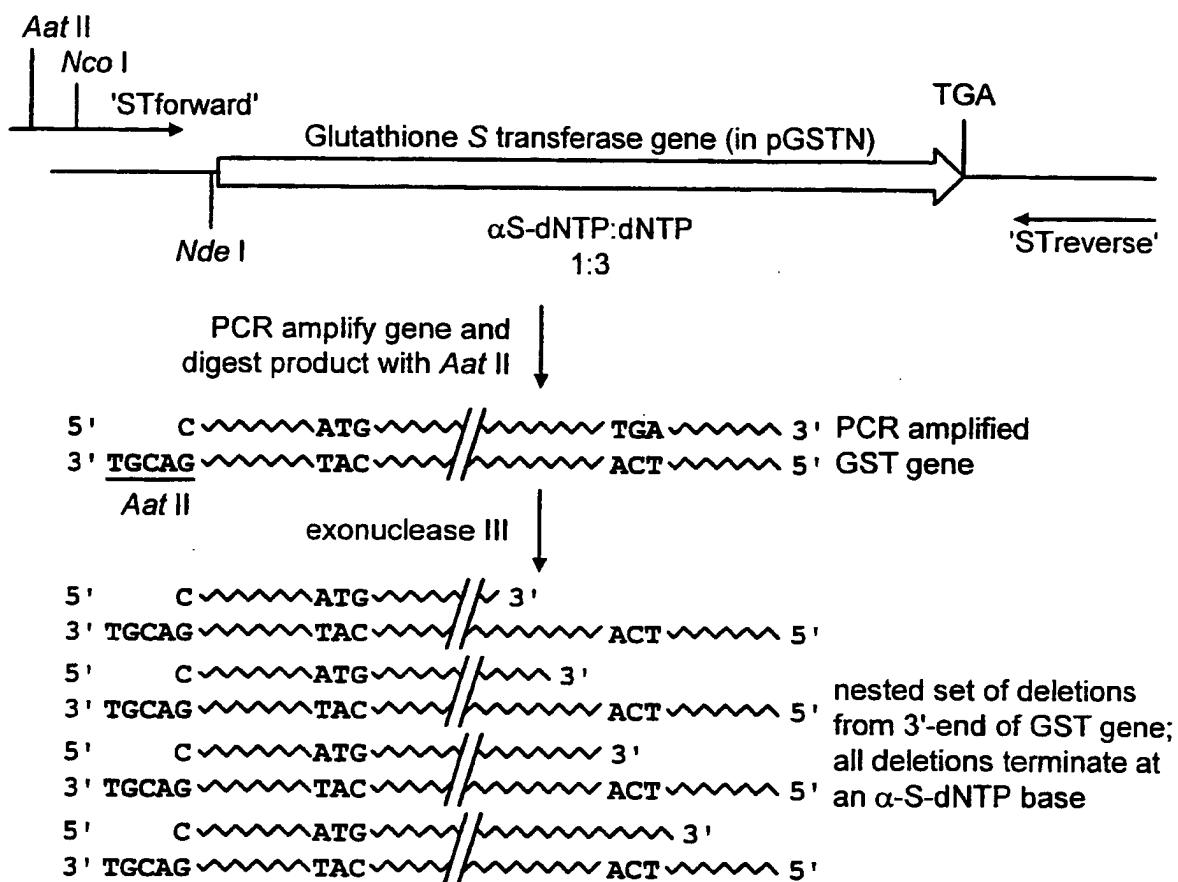 Aat II
Nco I
'STforward'
TGA
Glutathione S transferase gene (in pGSTN)
Nde I
αS-dNTP:dNTP
1:3
'STreverse'
PCR amplify gene and
digest product with Aat II
5' C ATG TGA 3' PCR amplified
3' TGCAG TAC ACT 5' GST gene
Aat II
exonuclease III
5' C ATG 3'
3' TGCAG TAC ACT 5'
5' C ATG 3'
3' TGCAG TAC ACT 5'
5' C ATG 3'
3' TGCAG TAC ACT 5'
5' C ATG 3'
3' TGCAG TAC ACT 5'
nested set of deletions
from 3'-end of GST gene;
all deletions terminate at
an α-S-dNTP base